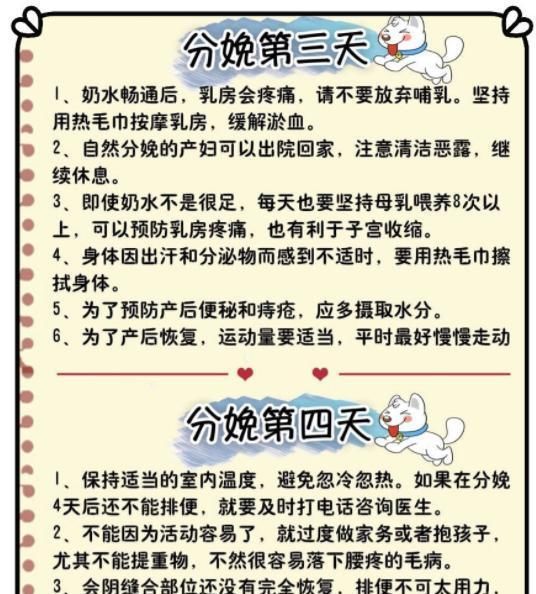 分娩第三天
1、奶水畅通后，乳房会疼痛，请不要放弃哺乳。坚持
用热毛巾按摩乳房，缓解淤血。
2、自然分娩的产妇可以出院回家，注意清洁恶露，继
续休息。
3、即使奶水不是很足，每天也要坚持母乳喂养8次以
上，可以预防乳房疼痛，也有利于子宫收缩。
4、身体因出汗和分泌物而感到不适时，要用热毛巾擦
拭身体。
5、为了预防产后便秘和痔疮，应多摄取水分。
6、为了产后恢复，运动量要适当，平时最好慢慢走动
分娩第四天
1、保持适当的室内温度，避免忽冷忽热。如果在分娩
4天后还不能排便，就要及时打电话咨询医生。
2、不能因为活动容易了，就过度做家务或者抱孩子，
尤其不能提重物，不然很容易落下腰疼的毛病。
3、会阴缝合部位还没有完全恢复，排便不可太用力，